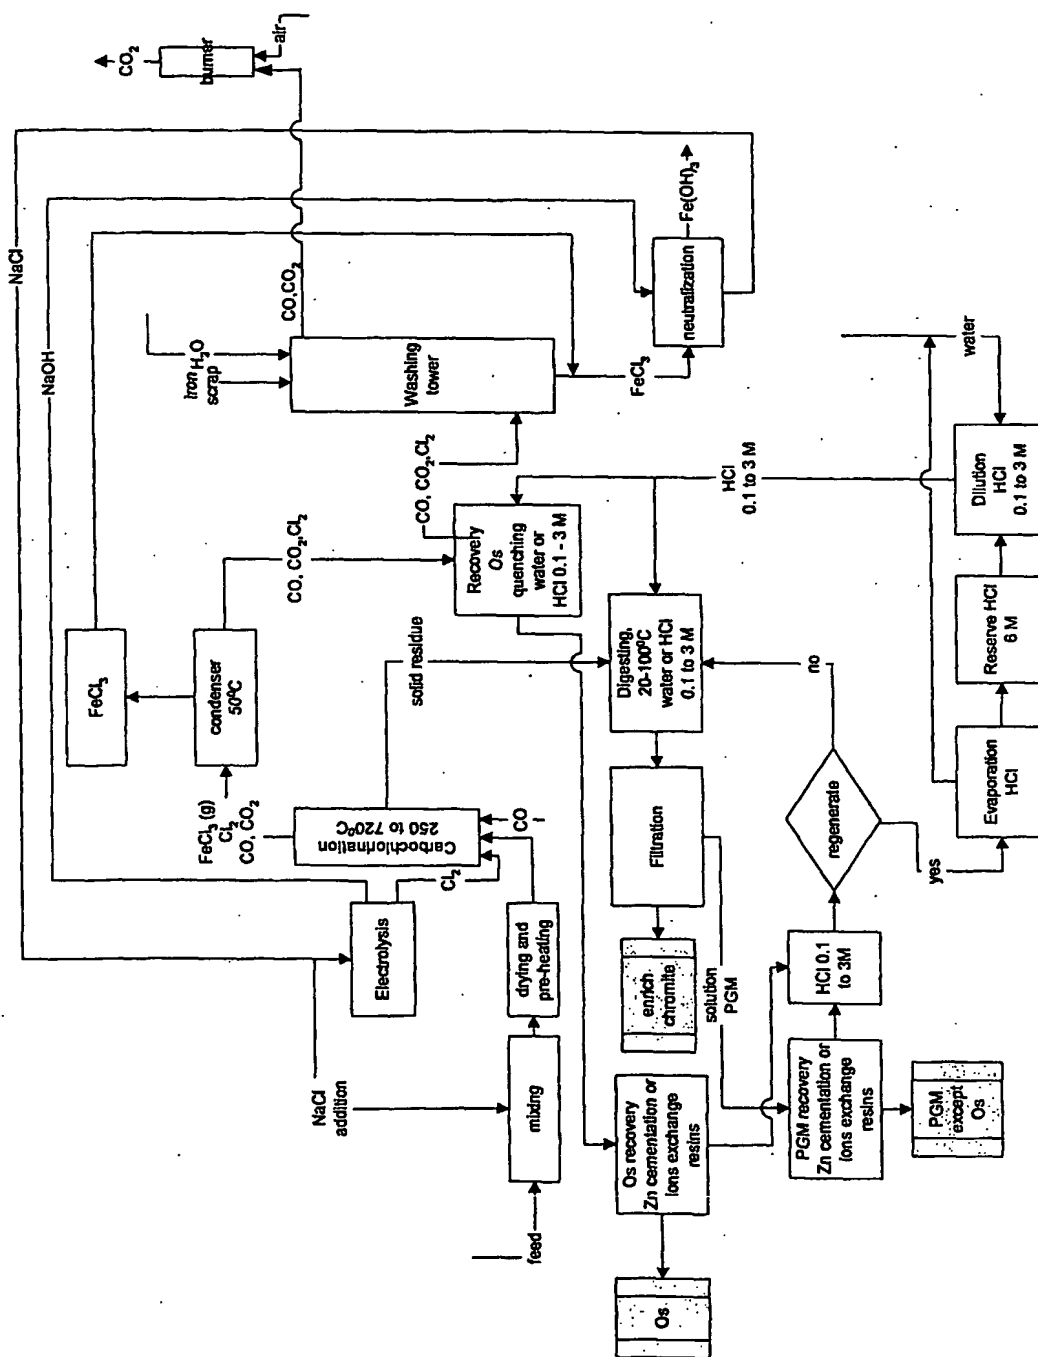 CO₂
burner
air
NaCl
NaOH
CO,CO₂
Iron
scrap
H₂O
Washing
tower
FeCl₃
neutralization
Fe(OH)₃
FeCl₃
condenser
50ºC
CO, CO₂,Cl₂
CO, CO₂,Cl₂
Recovery
Os
quenching
water or
HCl 0.1 - 3 M
HCl
0.1 to 3 M
water
Dilution
HCl
0.1 to 3 M
Reserve HCl
6 M
Evaporation
HCl
FeCl₃ (g)
Cl₂
CO, CO₂
Carbochlorination
250 to 720ºC
CO
Cl₂
solid residue
Digesting,
20-100ºC
water or HCl
0.1 to 3 M
no
regenerate
yes
Filtration
Electrolysis
drying and
pre-heating
enrich
chromite
solution
PGM
HCl 0.1
to 3M
NaCl
addition
mixing
feed
Os recovery
Zn cementation or
Ions exchange
resins
PGM recovery
Zn cementation or
Ions exchange
resins
PGM
except
Os
Os